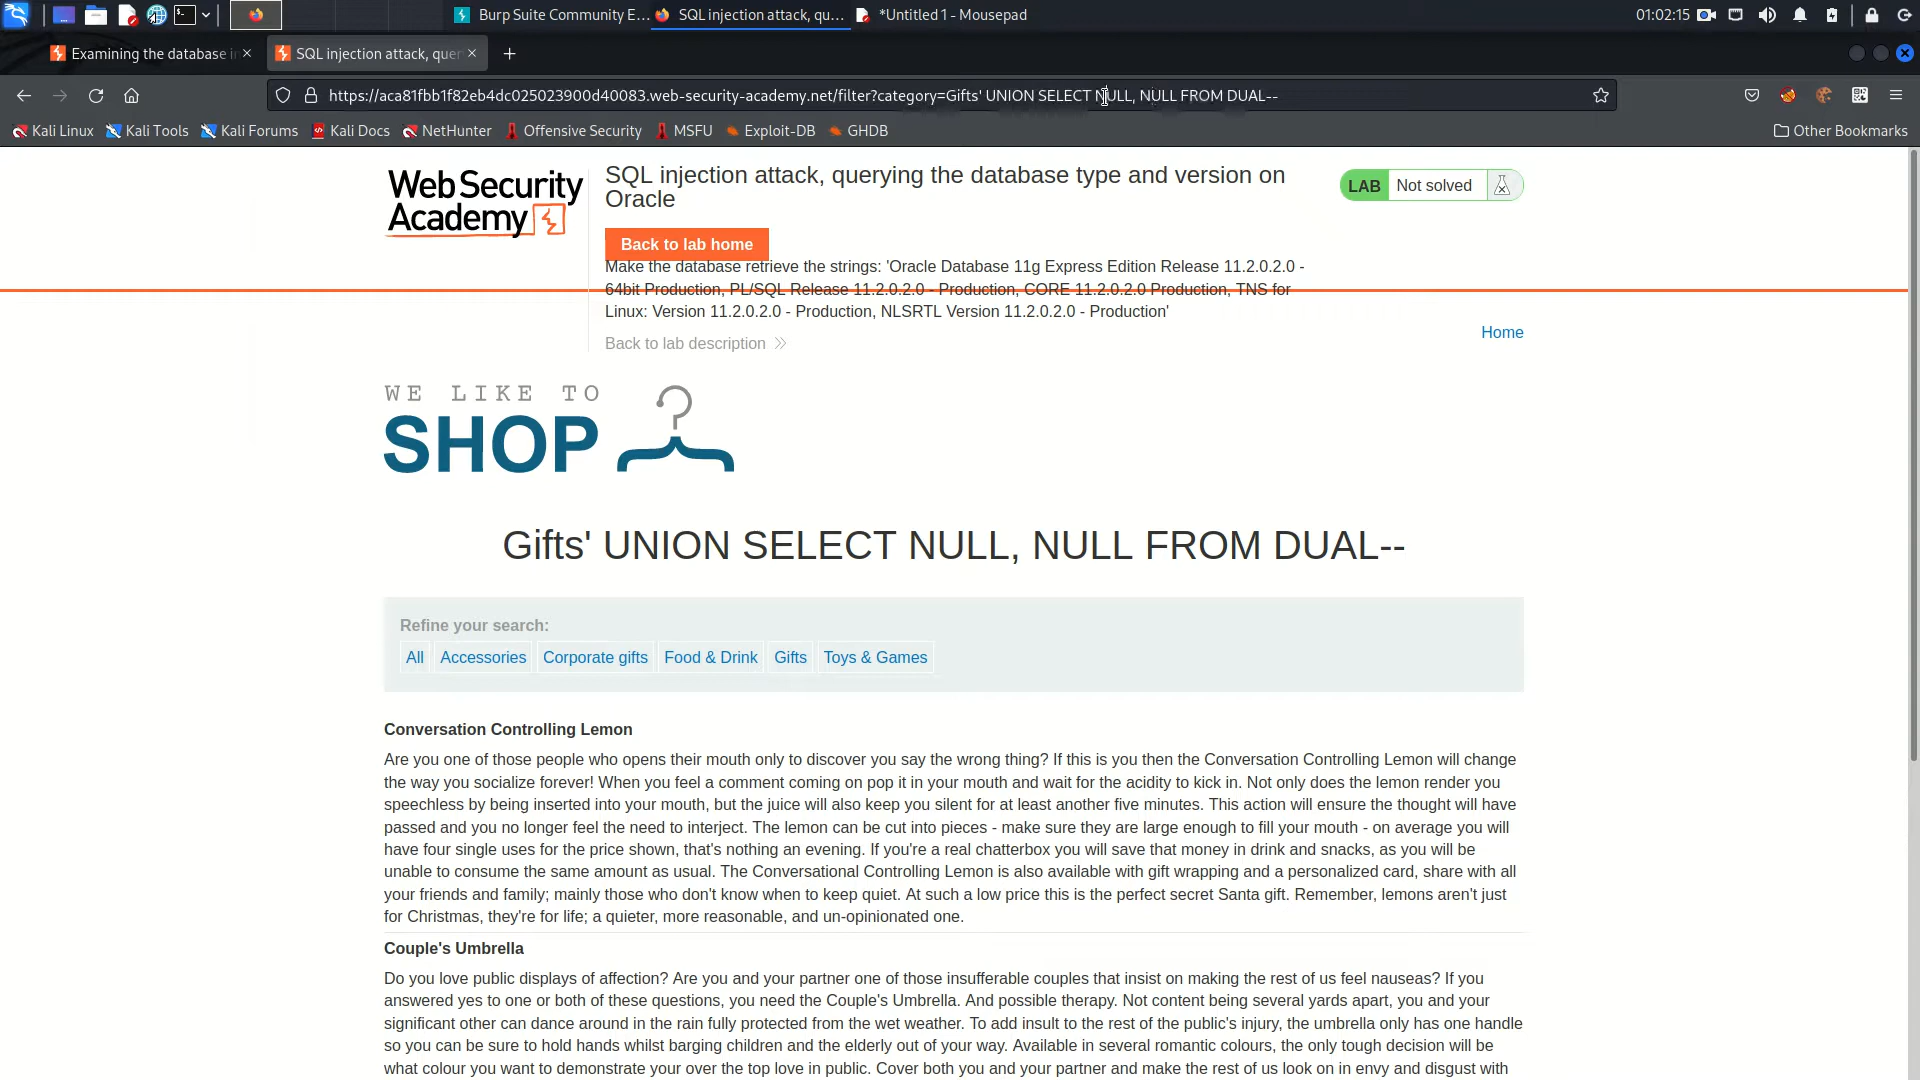 Burp Suite Community E...
SQL injection attack, qu...
*Untitled 1 - Mousepad
01:02:15
Examining the database i
SQL injection attack, quer
https://aca81fbb1f82eb4dc025023900d40083.web-security-academy.net/filter?category=Gifts' UNION SELECT NULL, NULL FROM DUAL--
Kali Linux
Kali Tools
Kali Forums
Kali Docs
NetHunter
Offensive Security
MSFU
Exploit-DB
GHDB
Other Bookmarks
WebSecurity
Academy
SQL injection attack, querying the database type and version on
Oracle
LAB Not solved
Back to lab home
Make the database retrieve the strings: 'Oracle Database 11g Express Edition Release 11.2.0.2.0 -
64bit Production, PL/SQL Release 11.2.0.2.0 - Production, CORE 11.2.0.2.0 Production, TNS for
Linux: Version 11.2.0.2.0 - Production, NLSRTL Version 11.2.0.2.0 - Production'
Back to lab description
Home
WE LIKE TO
SHOP
Gifts' UNION SELECT NULL, NULL FROM DUAL--
Refine your search:
All
Accessories
Corporate gifts
Food & Drink
Gifts
Toys & Games
Conversation Controlling Lemon
Are you one of those people who opens their mouth only to discover you say the wrong thing? If this is you then the Conversation Controlling Lemon will change
the way you socialize forever! When you feel a comment coming on pop it in your mouth and wait for the acidity to kick in. Not only does the lemon render you
speechless by being inserted into your mouth, but the juice will also keep you silent for at least another five minutes. This action will ensure the thought will have
passed and you no longer feel the need to interject. The lemon can be cut into pieces - make sure they are large enough to fill your mouth - on average you will
have four single uses for the price shown, that's nothing an evening. If you're a real chatterbox you will save that money in drink and snacks, as you will be
unable to consume the same amount as usual. The Conversational Controlling Lemon is also available with gift wrapping and a personalized card, share with all
your friends and family; mainly those who don't know when to keep quiet. At such a low price this is the perfect secret Santa gift. Remember, lemons aren't just
for Christmas, they're for life; a quieter, more reasonable, and un-opinionated one.
Couple's Umbrella
Do you love public displays of affection? Are you and your partner one of those insufferable couples that insist on making the rest of us feel nauseas? If you
answered yes to one or both of these questions, you need the Couple's Umbrella. And possible therapy. Not content being several yards apart, you and your
significant other can dance around in the rain fully protected from the wet weather. To add insult to the rest of the public's injury, the umbrella only has one handle
so you can be sure to hold hands whilst barging children and the elderly out of your way. Available in several romantic colours, the only tough decision will be
what colour you want to demonstrate your over the top love in public. Cover both you and your partner and make the rest of us look on in envy and disgust with